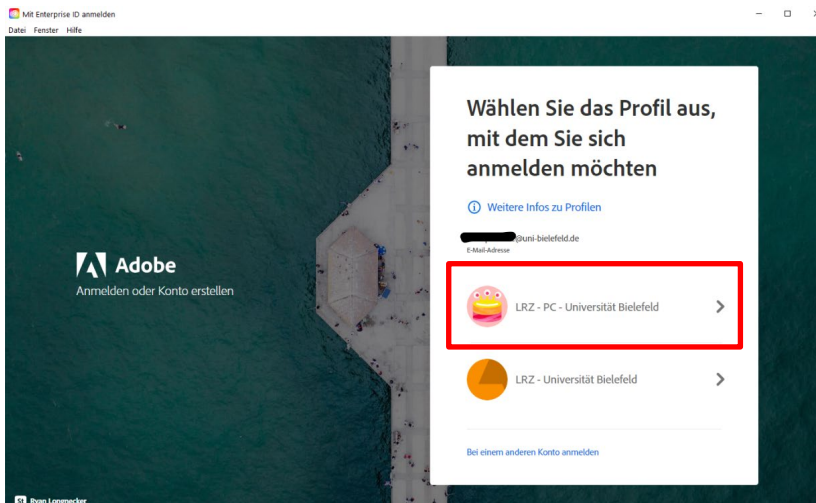 Mit Enterprise ID anmelden
Datei Fenster Hilfe
Wählen Sie das Profil aus,
mit dem Sie sich
anmelden möchten
Weitere Infos zu Profilen
@uni-bielefeld.de
E-Mail-Adresse
Adobe
Anmelden oder Konto erstellen
LRZ - PC - Universität Bielefeld
LRZ - Universität Bielefeld
Bei einem anderen Konto anmelden
St Ryan Longnecker